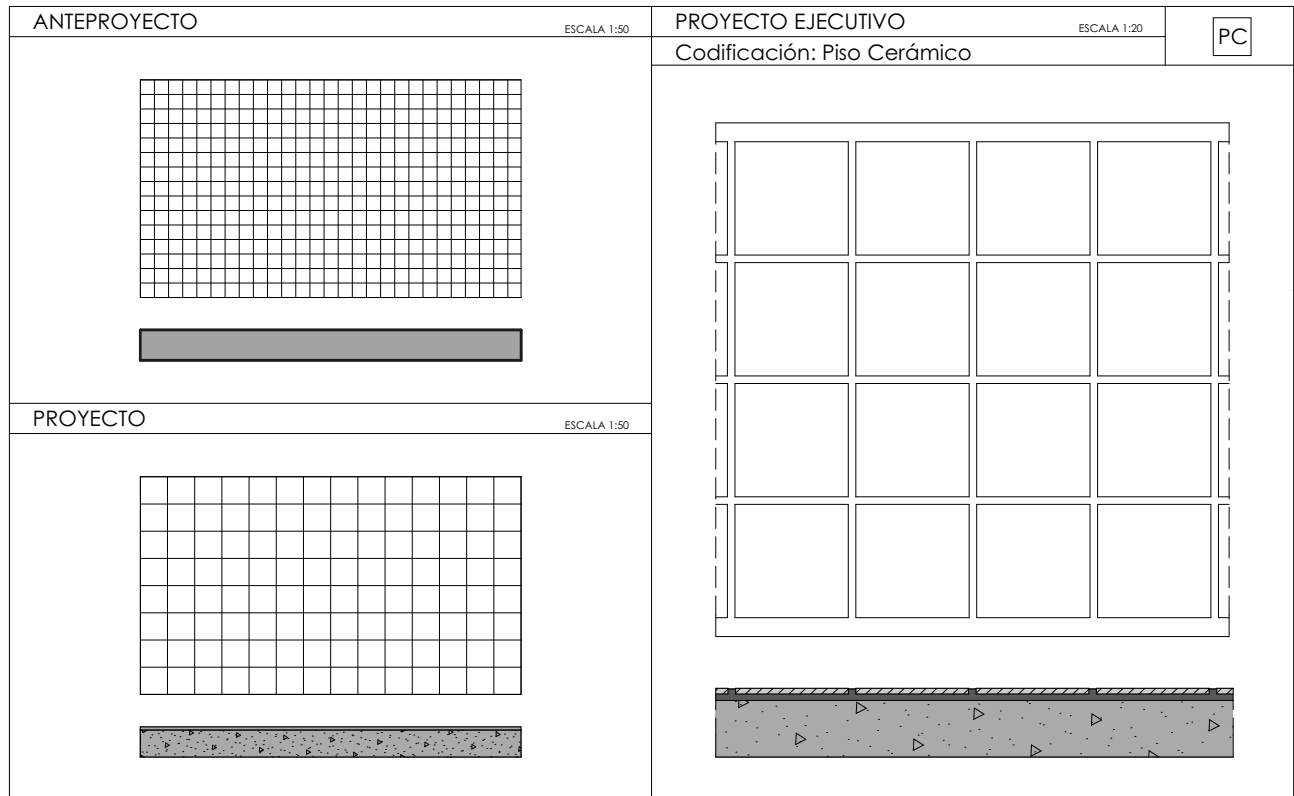 ANTEPROYECTO
ESCALA 1:50
PROYECTO
ESCALA 1:50
PROYECTO EJECUTIVO
ESCALA 1:20
Codificación: Piso Cerámico
PC